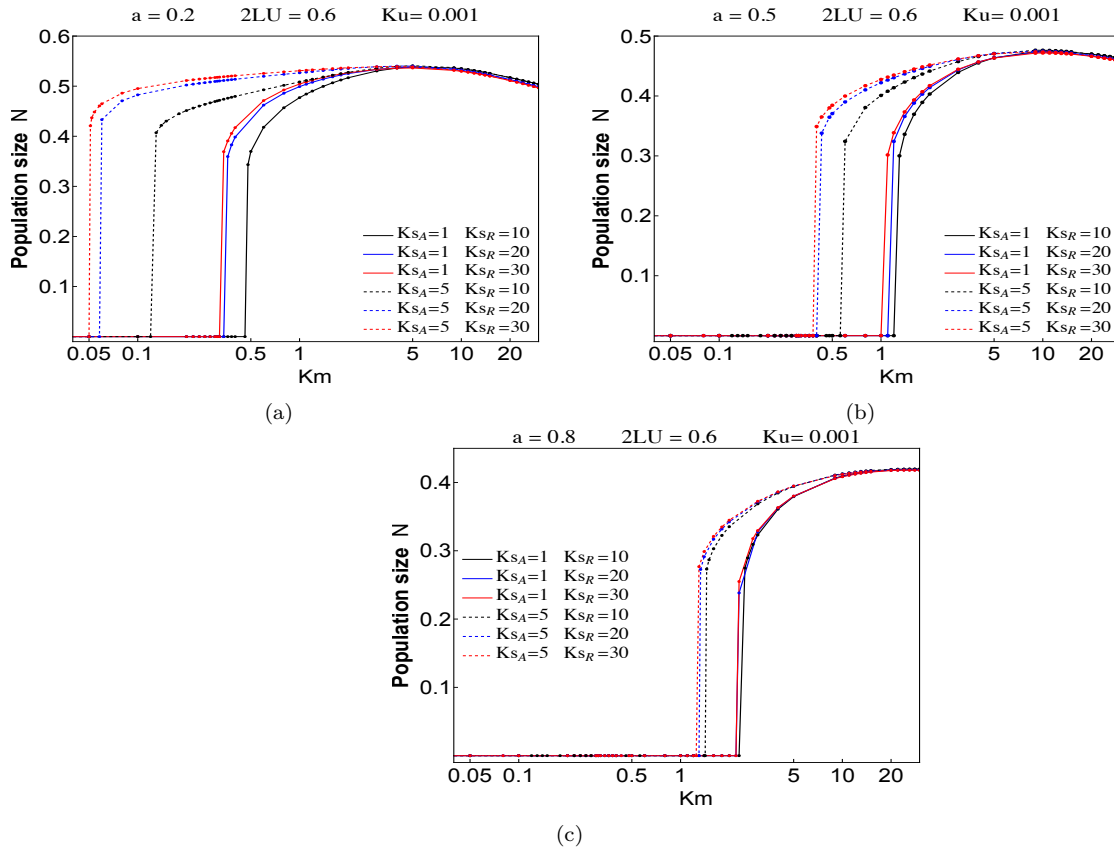 a = 0.2 2LU = 0.6 Ku= 0.001
0.6
0.5
0.4
0.3
0.2
0.1
Population size N
Ks_A=1 Ks_R=10
Ks_A=1 Ks_R=20
Ks_A=1 Ks_R=30
Ks_A=5 Ks_R=10
Ks_A=5 Ks_R=20
Ks_A=5 Ks_R=30
0.05 0.1 0.5 1 5 10 20
Km
(a)
a = 0.5 2LU = 0.6 Ku= 0.001
0.5
0.4
0.3
0.2
0.1
Population size N
Ks_A=1 Ks_R=10
Ks_A=1 Ks_R=20
Ks_A=1 Ks_R=30
Ks_A=5 Ks_R=10
Ks_A=5 Ks_R=20
Ks_A=5 Ks_R=30
0.05 0.1 0.5 1 5 10 20
Km
(b)
a = 0.8 2LU = 0.6 Ku= 0.001
0.4
0.3
0.2
0.1
Population size N
Ks_A=1 Ks_R=10
Ks_A=1 Ks_R=20
Ks_A=1 Ks_R=30
Ks_A=5 Ks_R=10
Ks_A=5 Ks_R=20
Ks_A=5 Ks_R=30
0.05 0.1 0.5 1 5 10 20
Km
(c)